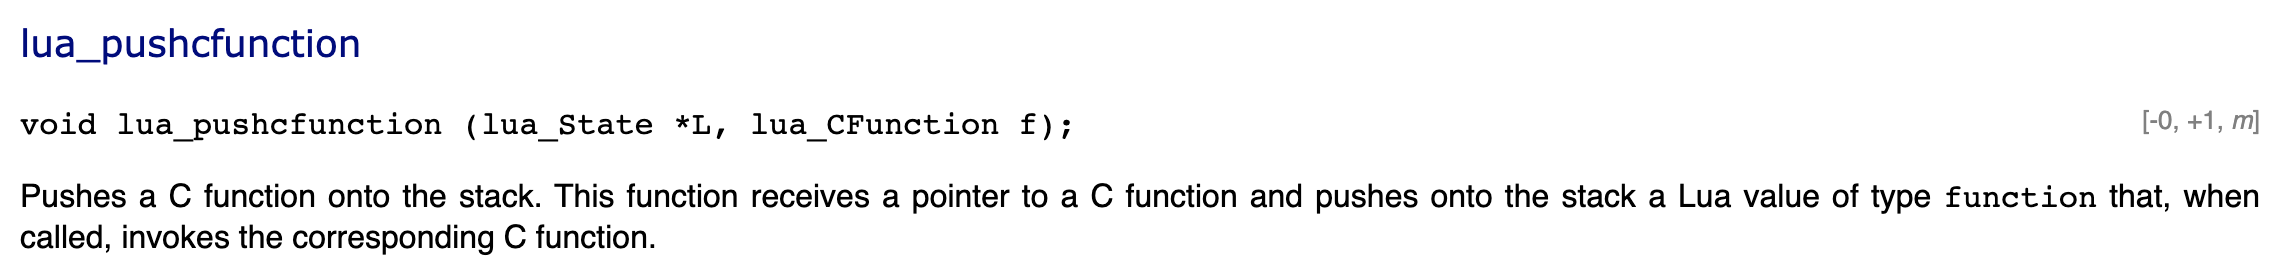 lua_pushcfunction
void lua_pushcfunction (lua_State *L, lua_CFunction f); [-0, +1, m]
Pushes a C function onto the stack. This function receives a pointer to a C function and pushes onto the stack a Lua value of type function that, when
called, invokes the corresponding C function.